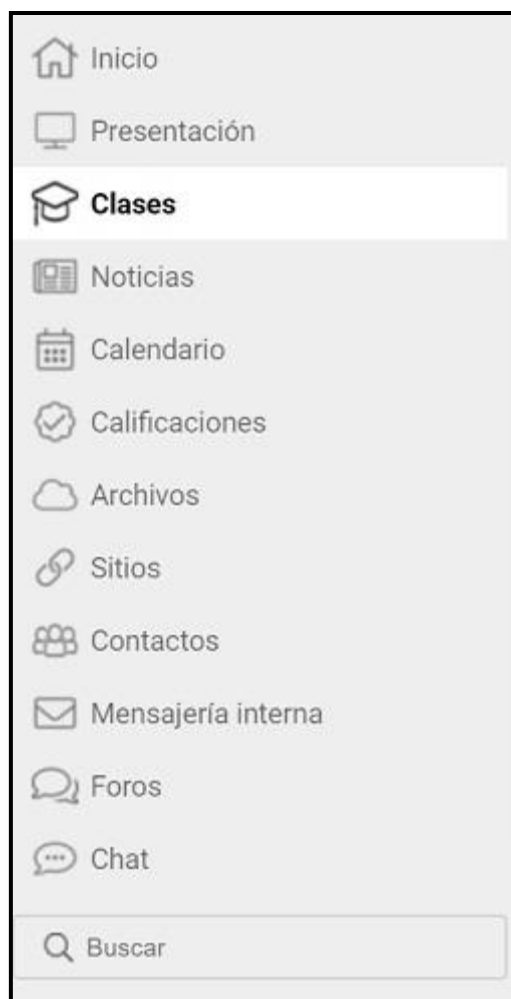 Inicio
Presentación
Clases
Noticias
Calendario
Calificaciones
Archivos
Sitios
Contactos
Mensajería interna
Foros
Chat
Buscar